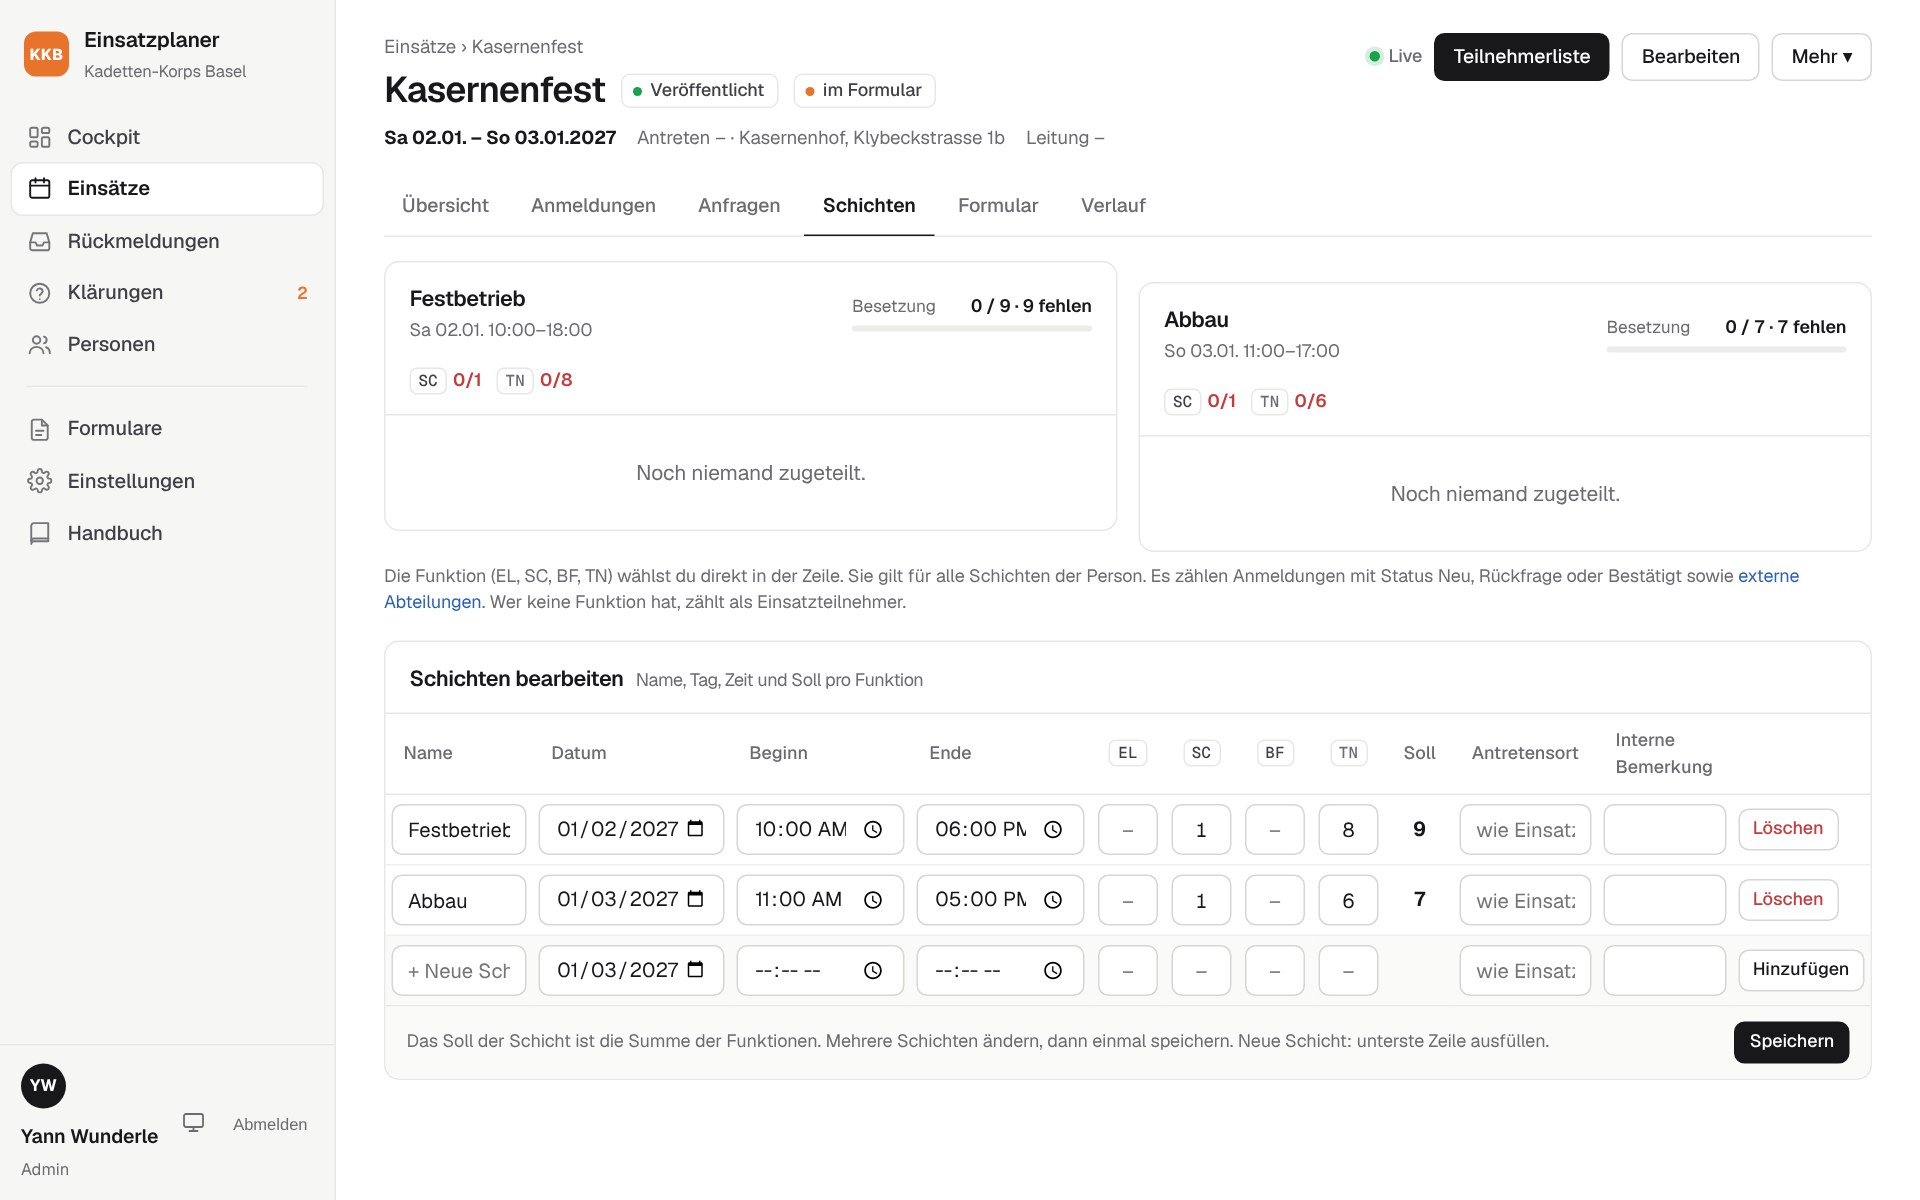 KKB
Einsatzplaner
Kadetten-Korps Basel
Cockpit
Einsätze
Rückmeldungen
Klärungen 2
Personen
Formulare
Einstellungen
Handbuch
YW
Yann Wunderle
Admin
Abmelden
Einsätze › Kasernenfest
Live Teilnehmerliste Bearbeiten Mehr ▾
Kasernenfest Veröffentlicht im Formular
Sa 02.01. – So 03.01.2027 Antreten – · Kasernenhof, Klybeckstrasse 1b Leitung –
Übersicht Anmeldungen Anfragen Schichten Formular Verlauf
Festbetrieb
Sa 02.01. 10:00–18:00
Besetzung 0 / 9 · 9 fehlen
SC 0/1 TN 0/8
Noch niemand zugeteilt.
Abbau
So 03.01. 11:00–17:00
Besetzung 0 / 7 · 7 fehlen
SC 0/1 TN 0/6
Noch niemand zugeteilt.
Die Funktion (EL, SC, BF, TN) wählst du direkt in der Zeile. Sie gilt für alle Schichten der Person. Es zählen Anmeldungen mit Status Neu, Rückfrage oder Bestätigt sowie externe
Abteilungen. Wer keine Funktion hat, zählt als Einsatzteilnehmer.
Schichten bearbeiten Name, Tag, Zeit und Soll pro Funktion
Name Datum Beginn Ende EL SC BF TN Soll Antretensort Interne Bemerkung
Festbetrieb 01/02/2027 10:00 AM 06:00 PM – 1 – 8 9 wie Einsatz Löschen
Abbau 01/03/2027 11:00 AM 05:00 PM – 1 – 6 7 wie Einsatz Löschen
+ Neue Sch 01/03/2027 --:-- -- --:-- -- – – – – wie Einsatz Hinzufügen
Das Soll der Schicht ist die Summe der Funktionen. Mehrere Schichten ändern, dann einmal speichern. Neue Schicht: unterste Zeile ausfüllen.
Speichern